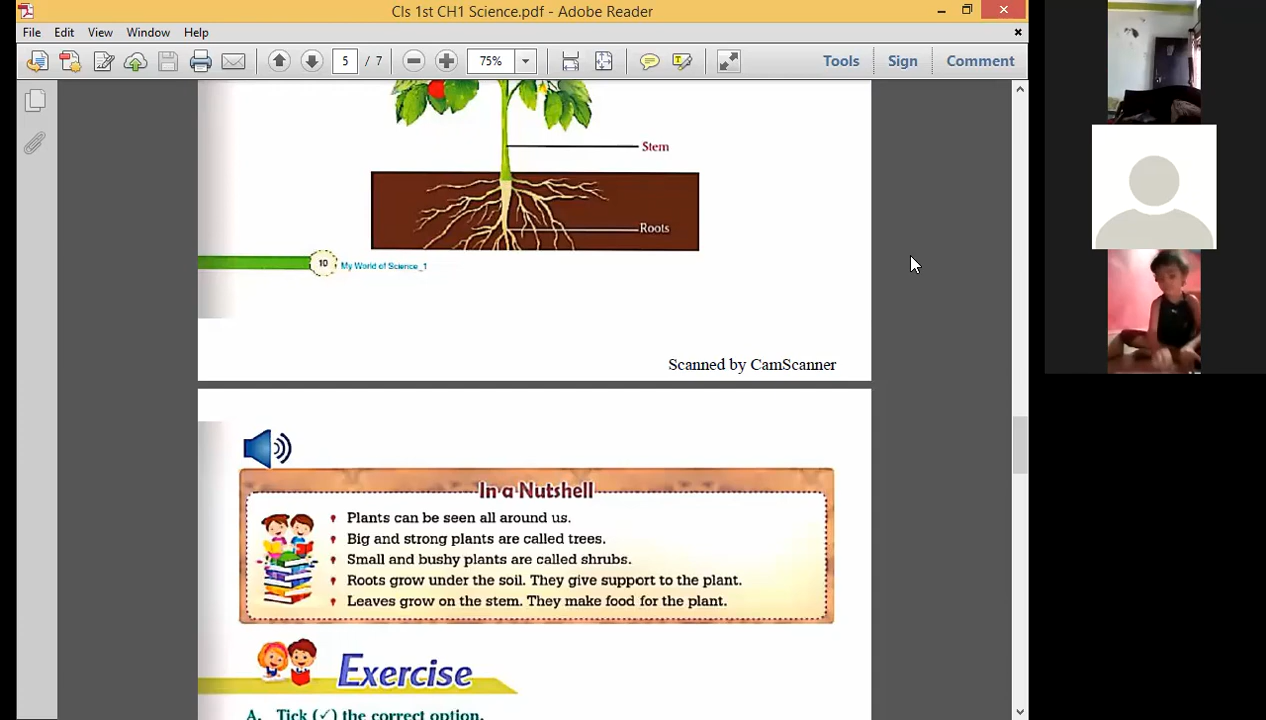 Cls 1st CH1 Science.pdf - Adobe Reader
File Edit View Window Help
5 / 7 75% Tools Sign Comment
Stem
Roots
10 My World of Science_1
Scanned by CamScanner
In a Nutshell
Plants can be seen all around us.
Big and strong plants are called trees.
Small and bushy plants are called shrubs.
Roots grow under the soil. They give support to the plant.
Leaves grow on the stem. They make food for the plant.
Exercise
A. Tick (✓) the correct option.